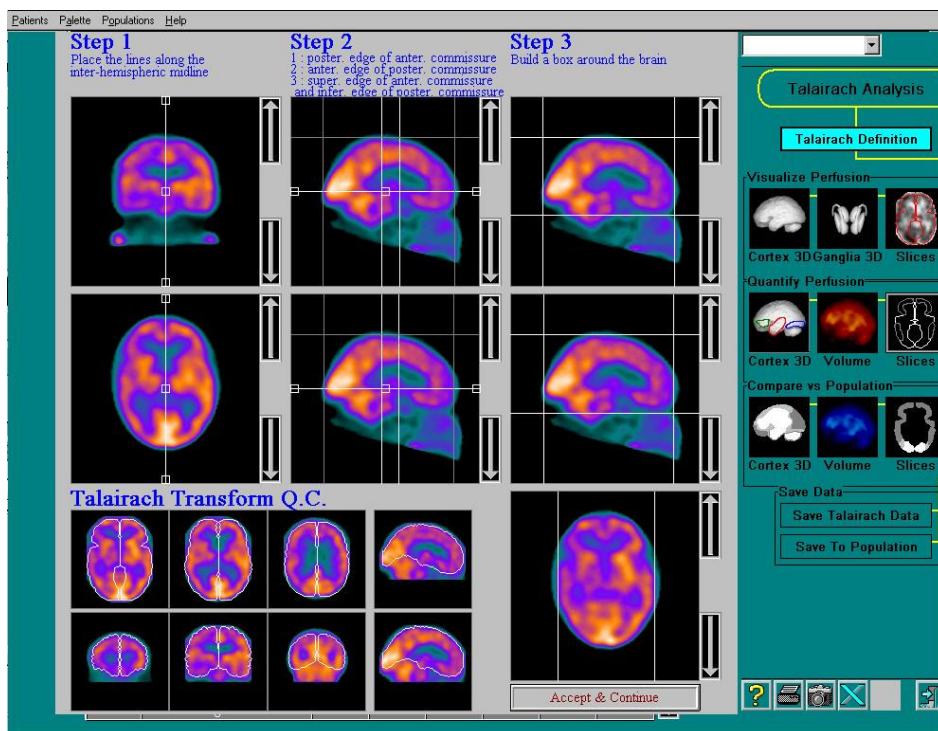 Patients Palette Populations Help
Step 1
Place the lines along the
inter-hemispheric midline
Step 2
1 : poster. edge of anter. commissure
2 : anter. edge of poster. commissure
3 : super. edge of anter. commissure
and infer. edge of poster. commissure
Step 3
Build a box around the brain
Talairach Transform Q.C.
Accept & Continue
Talairach Analysis
Talairach Definition
Visualize Perfusion
Cortex 3D Ganglia 3D Slices
Quantify Perfusion
Cortex 3D Volume Slices
Compare vs Population
Cortex 3D Volume Slices
Save Data
Save Talairach Data
Save To Population
?